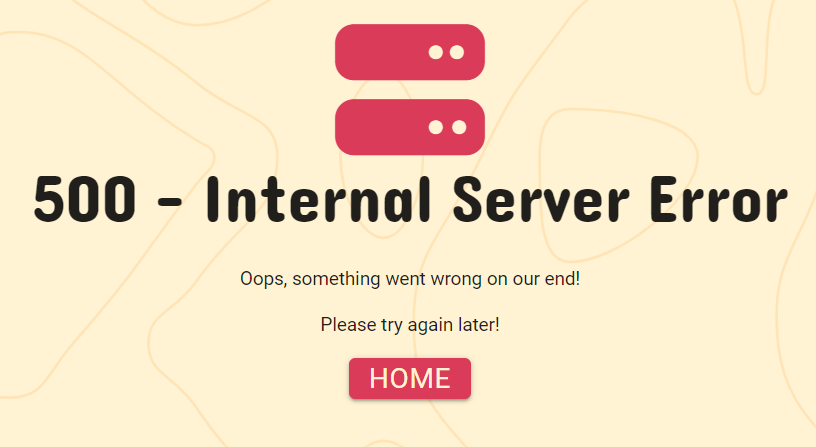 500 - Internal Server Error
Oops, something went wrong on our end!
Please try again later!
HOME